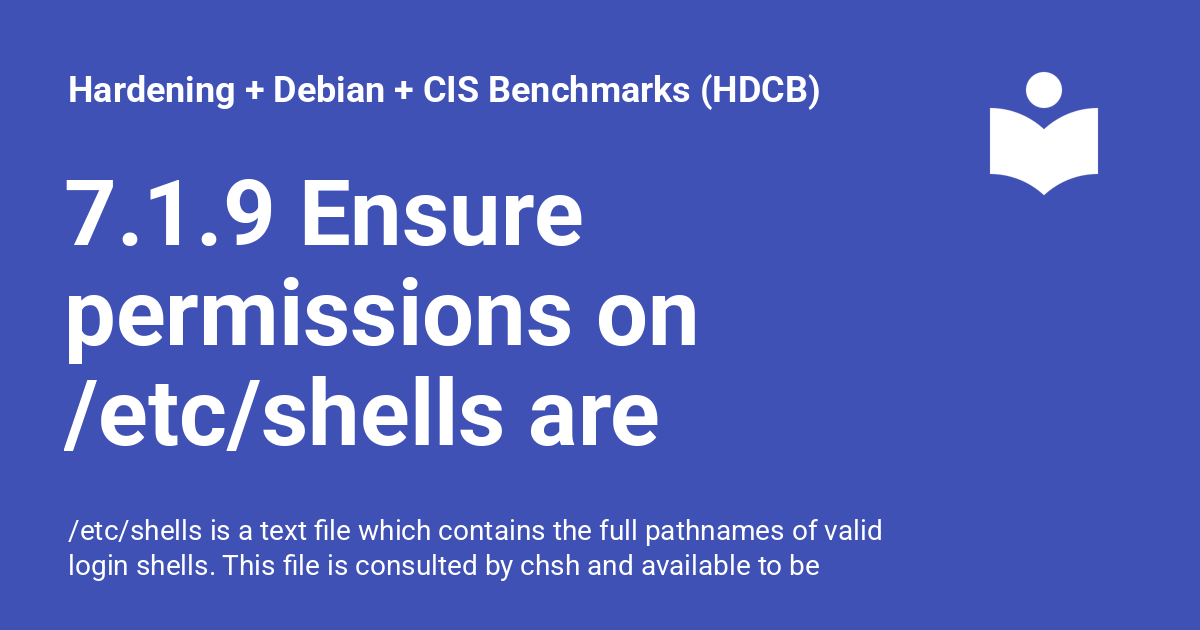 Hardening + Debian + CIS Benchmarks (HDCB)
7.1.9 Ensure
permissions on
/etc/shells are
/etc/shells is a text file which contains the full pathnames of valid
login shells. This file is consulted by chsh and available to be